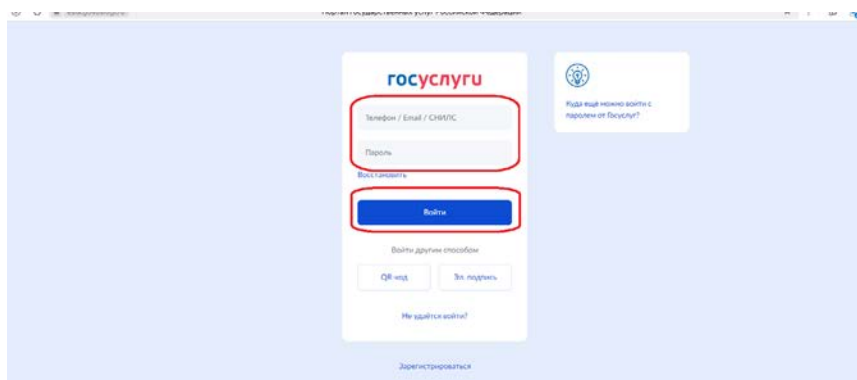 Портал государственных услуг Российской Федерации
госуслуги
Телефон / Email / СНИЛС
Пароль
Восстановить
Войти
Войти другим способом
QR-код
Эл. подпись
Не удаётся войти?
Зарегистрироваться
Куда ещё можно войти с
паролем от Госуслуг?